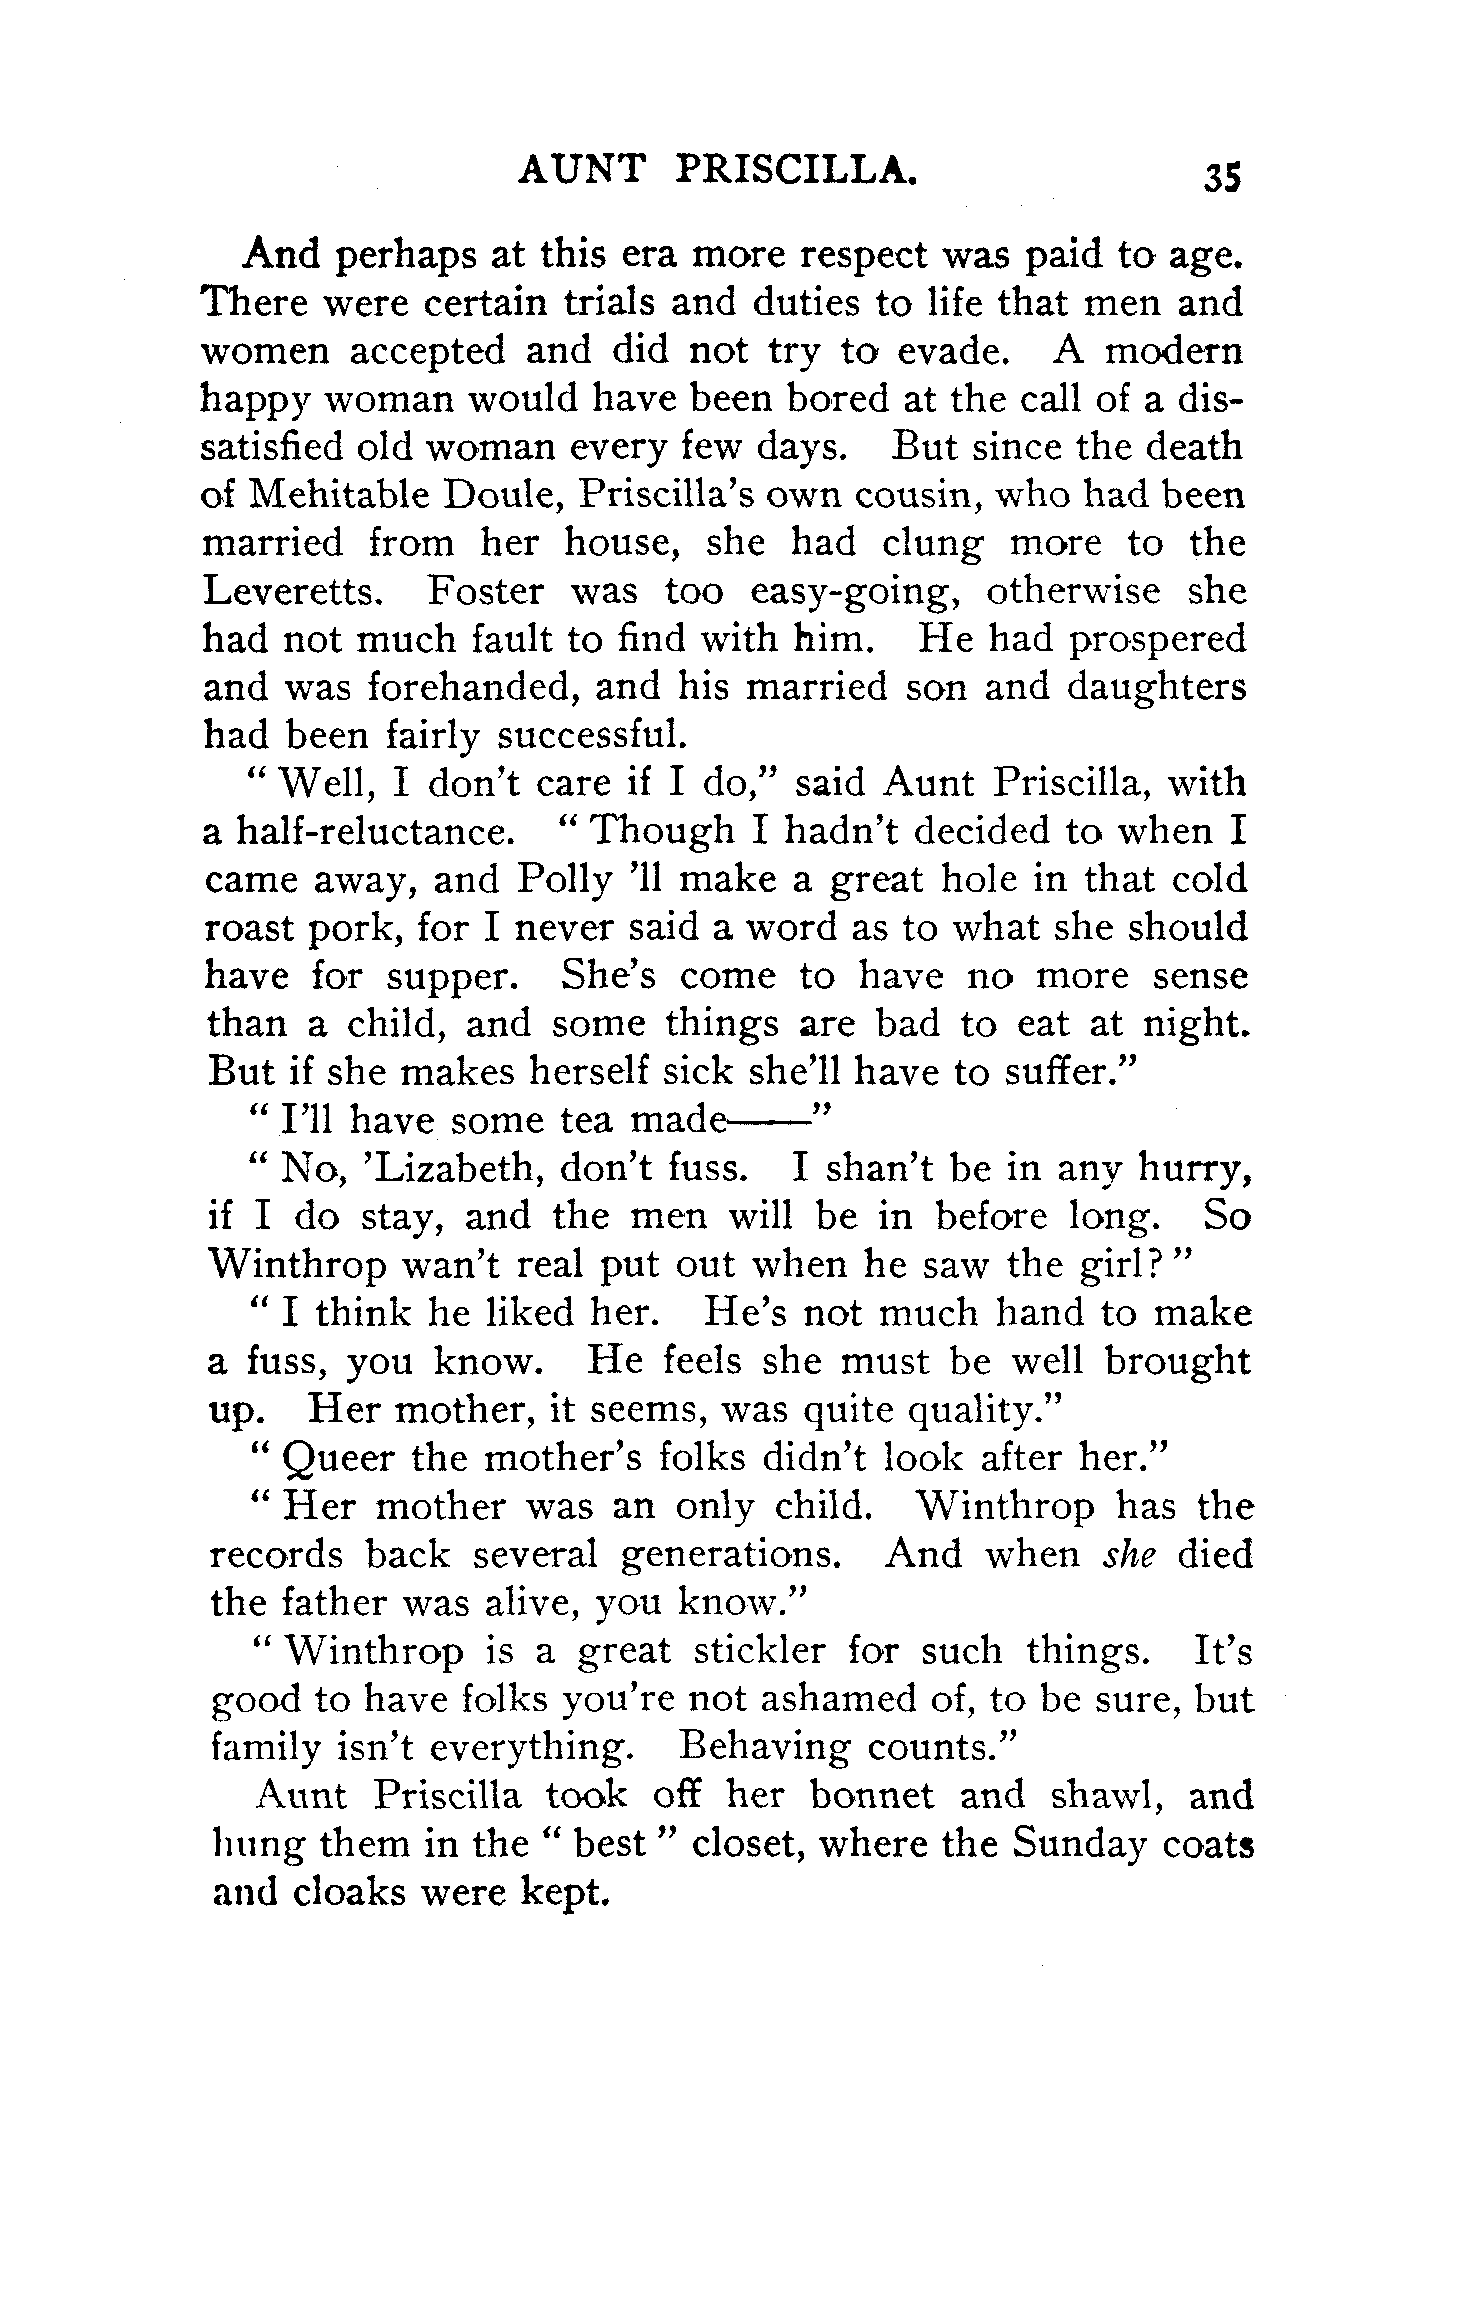 AUNT PRISCILLA. 35
And perhaps at this era more respect was paid to age.
There were certain trials and duties to life that men and
women accepted and did not try to evade. A modern
happy woman would have been bored at the call of a dis-
satisfied old woman every few days. But since the death
of Mehitable Doule, Priscilla's own cousin, who had been
married from her house, she had clung more to the
Leveretts. Foster was too easy-going, otherwise she
had not much fault to find with him. He had prospered
and was forehanded, and his married son and daughters
had been fairly successful.
“ Well, I don't care if I do,” said Aunt Priscilla, with
a half-reluctance. “ Though I hadn't decided to when I
came away, and Polly 'll make a great hole in that cold
roast pork, for I never said a word as to what she should
have for supper. She's come to have no more sense
than a child, and some things are bad to eat at night.
But if she makes herself sick she'll have to suffer.”
“ I'll have some tea made——”
“ No, 'Lizabeth, don't fuss. I shan't be in any hurry,
if I do stay, and the men will be in before long. So
Winthrop wan't real put out when he saw the girl? ”
“ I think he liked her. He's not much hand to make
a fuss, you know. He feels she must be well brought
up. Her mother, it seems, was quite quality.”
“ Queer the mother's folks didn't look after her.”
“ Her mother was an only child. Winthrop has the
records back several generations. And when she died
the father was alive, you know.”
“ Winthrop is a great stickler for such things. It's
good to have folks you're not ashamed of, to be sure, but
family isn't everything. Behaving counts.”
Aunt Priscilla took off her bonnet and shawl, and
hung them in the “ best ” closet, where the Sunday coats
and cloaks were kept.